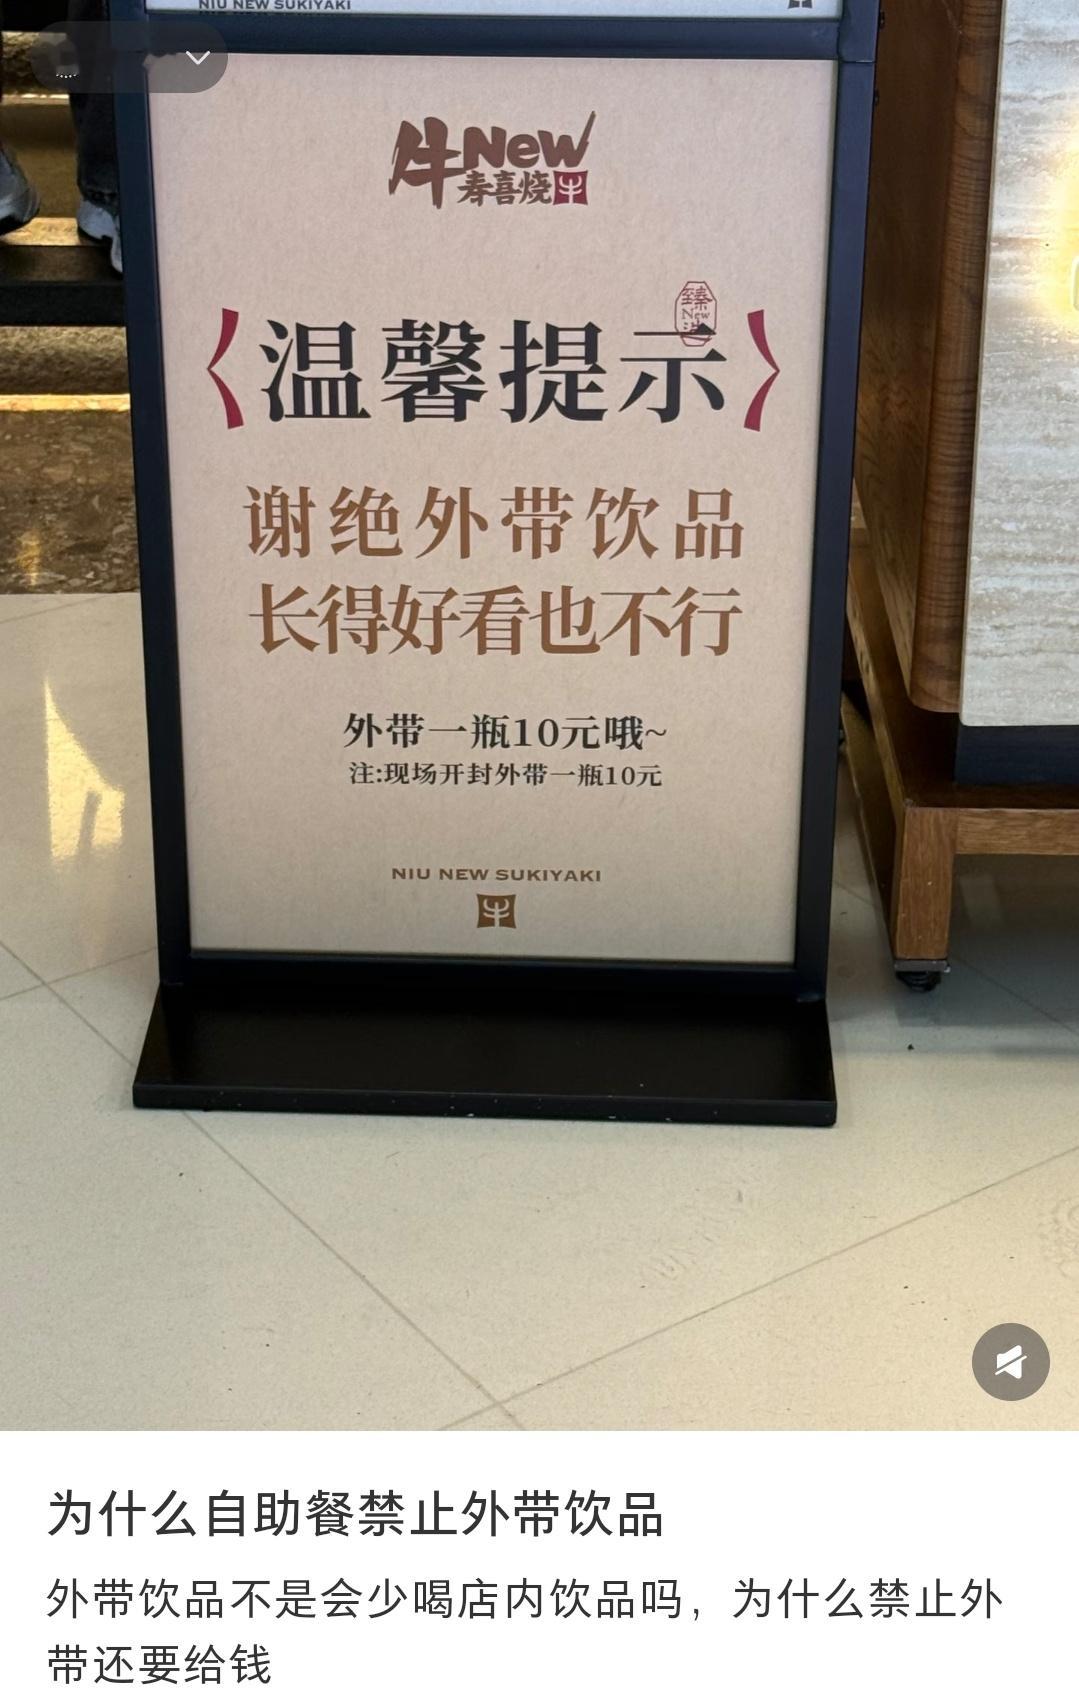 NIU NEW SUKIYAKI
牛New
寿喜烧
臻
New
温馨提示
谢绝外带饮品
长得好看也不行
外带一瓶10元哦~
注:现场开封外带一瓶10元
NIU NEW SUKIYAKI
为什么自助餐禁止外带饮品
外带饮品不是会少喝店内饮品吗，为什么禁止外
带还要给钱